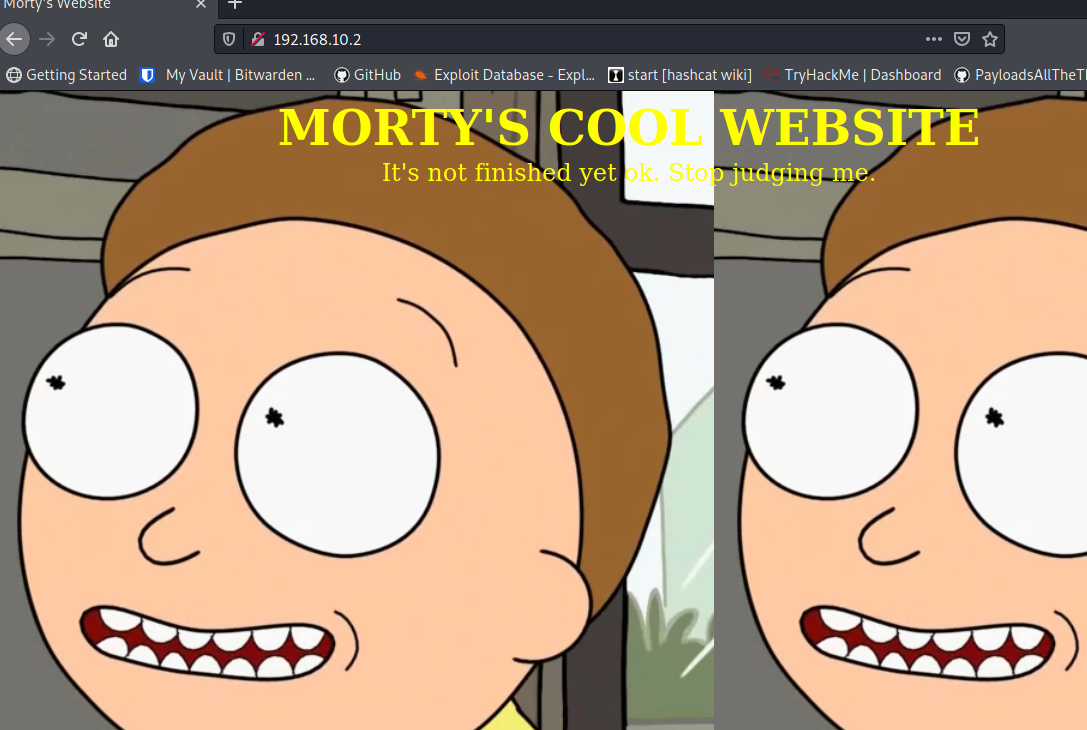 Morty's Website
192.168.10.2
Getting Started My Vault | Bitwarden ... GitHub Exploit Database - Expl... start [hashcat wiki] TryHackMe | Dashboard PayloadsAllTheTh
MORTY'S COOL WEBSITE
It's not finished yet ok. Stop judging me.